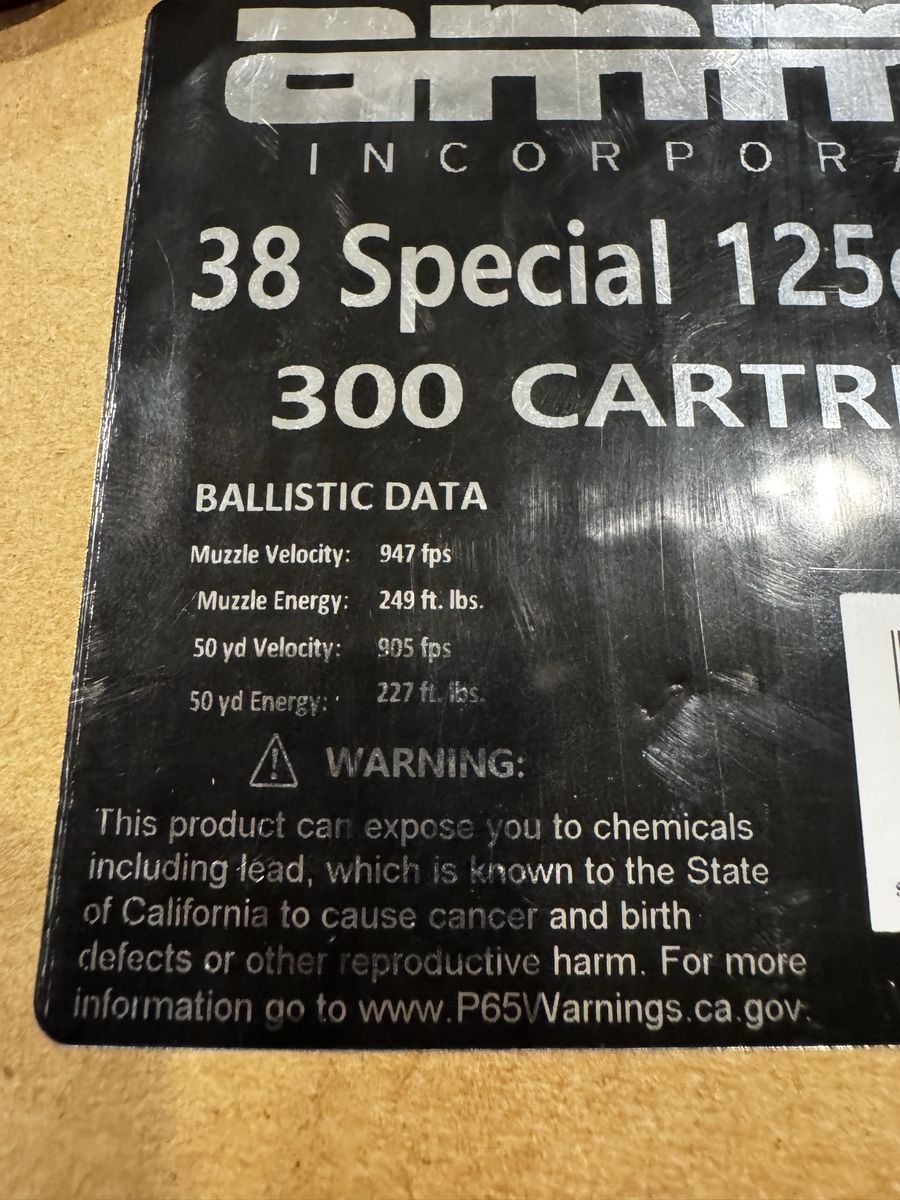 amm
INCORPORA
38 Special 125
300 CARTRI
BALLISTIC DATA
Muzzle Velocity: 947 fps
Muzzle Energy: 249 ft. lbs.
50 yd Velocity: 905 fps
50 yd Energy: 227 ft. lbs.
WARNING:
This product can expose you to chemicals
including lead, which is known to the State
of California to cause cancer and birth
defects or other reproductive harm. For more
information go to www.P65Warnings.ca.gov.